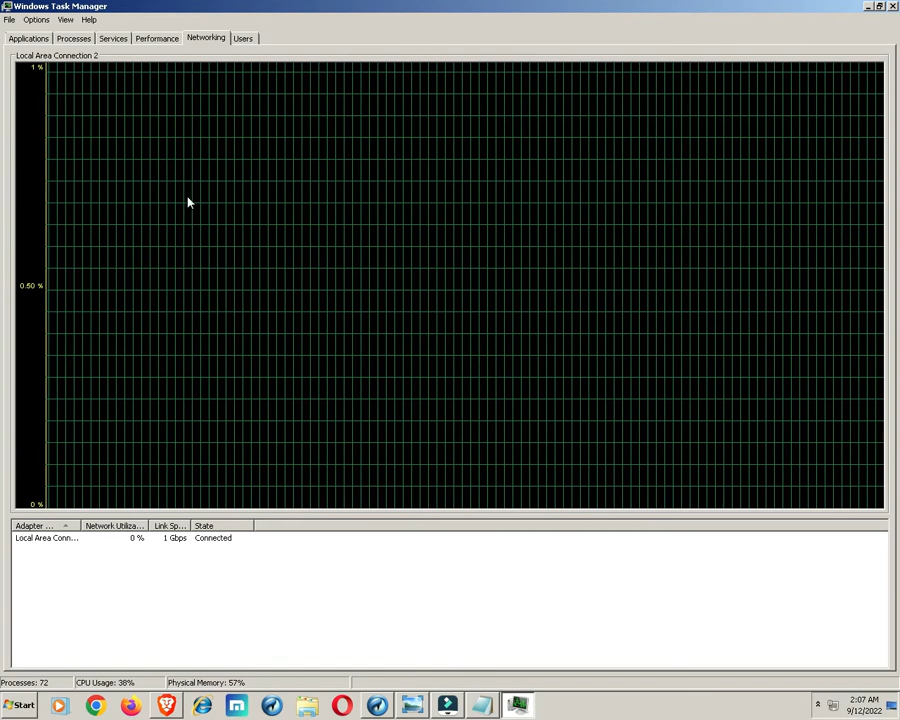 Windows Task Manager
File Options View Help
Applications Processes Services Performance Networking Users
Local Area Connection 2
1 %
0.50 %
0 %
Adapter ... Network Utiliza... Link Sp... State
Local Area Conn... 0 % 1 Gbps Connected
Processes: 72 CPU Usage: 38% Physical Memory: 57%
Start
2:07 AM
9/12/2022